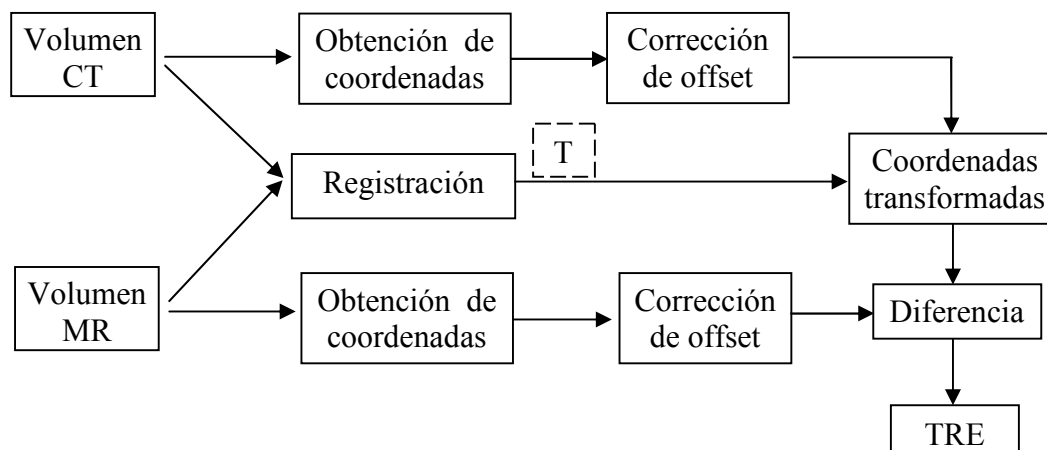 Volumen
CT
Obtención de
coordenadas
Corrección
de offset
T
Registración
Coordenadas
transformadas
Volumen
MR
Obtención de
coordenadas
Corrección
de offset
Diferencia
TRE